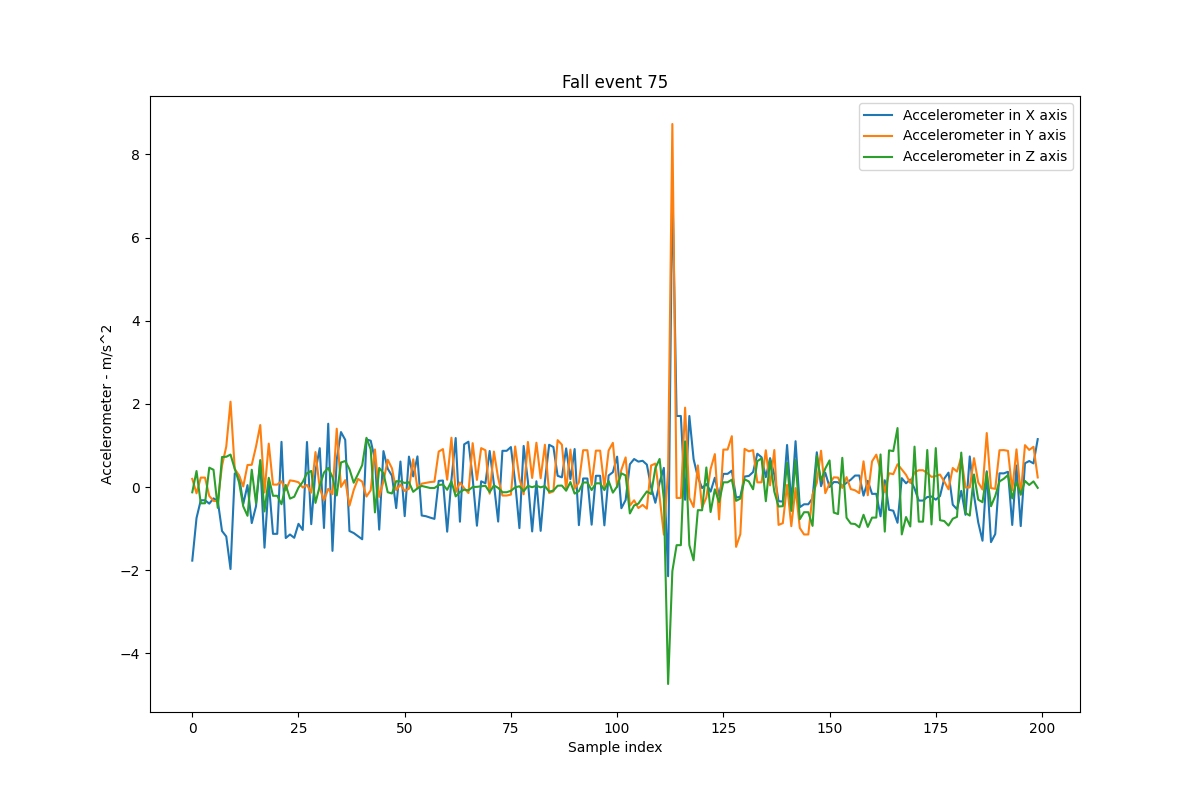 Fall event 75
Accelerometer in X axis
Accelerometer in Y axis
Accelerometer in Z axis
Accelerometer - m/s^2
8
6
4
2
0
−2
−4
0 25 50 75 100 125 150 175 200
Sample index